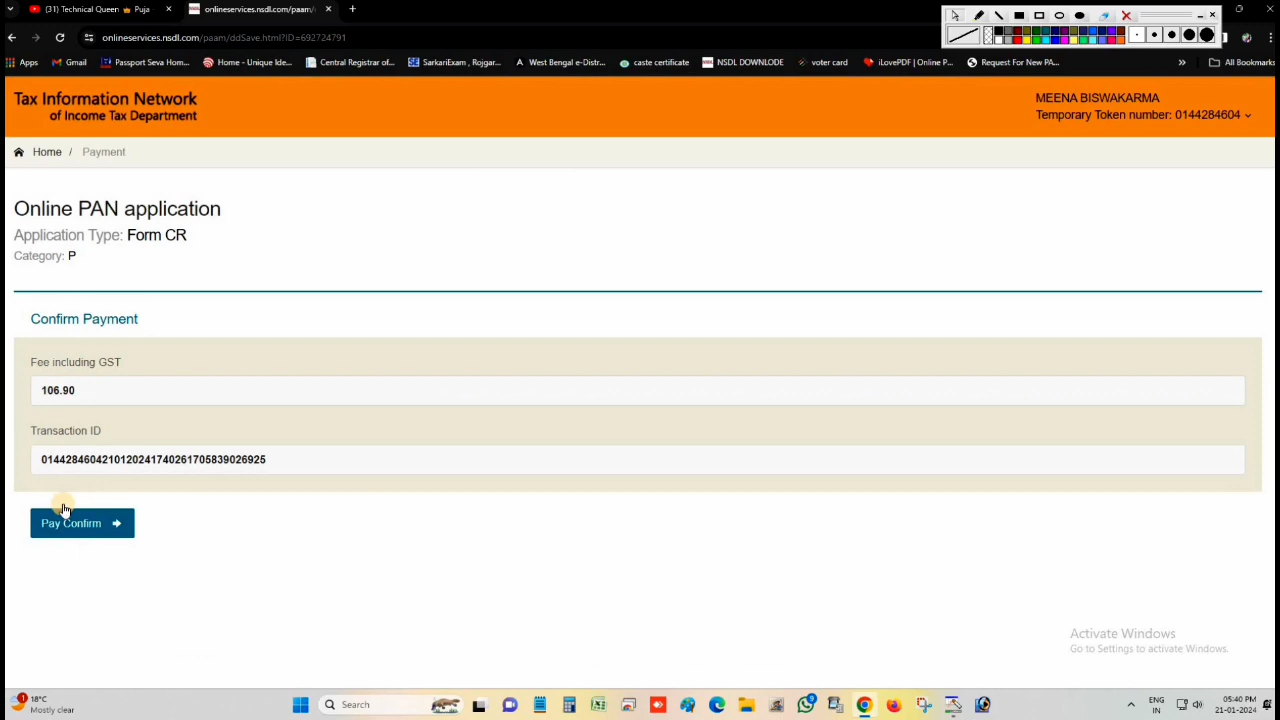 (31) Technical Queen 👑 Puja
onlineservices.nsdl.com/paam/
onlineservices.nsdl.com/paam/ddSave.html?ID=692724791
Apps
Gmail
Passport Seva Hom...
Home - Unique Ide...
Central Registrar of...
SarkariExam , Rojgar...
West Bengal e-Distr...
caste certificate
NSDL DOWNLODE
voter card
iLovePDF | Online P...
Request For New PA...
»
All Bookmarks
Tax Information Network
of Income Tax Department
MEENA BISWAKARMA
Temporary Token number: 0144284604
Home / Payment
Online PAN application
Application Type: Form CR
Category: P
Confirm Payment
Fee including GST
106.90
Transaction ID
0144284604210120241740261705839026925
Pay Confirm
Activate Windows
Go to Settings to activate Windows.
1
18°C
Mostly clear
Search
9
ENG
IN
05:40 PM
21-01-2024